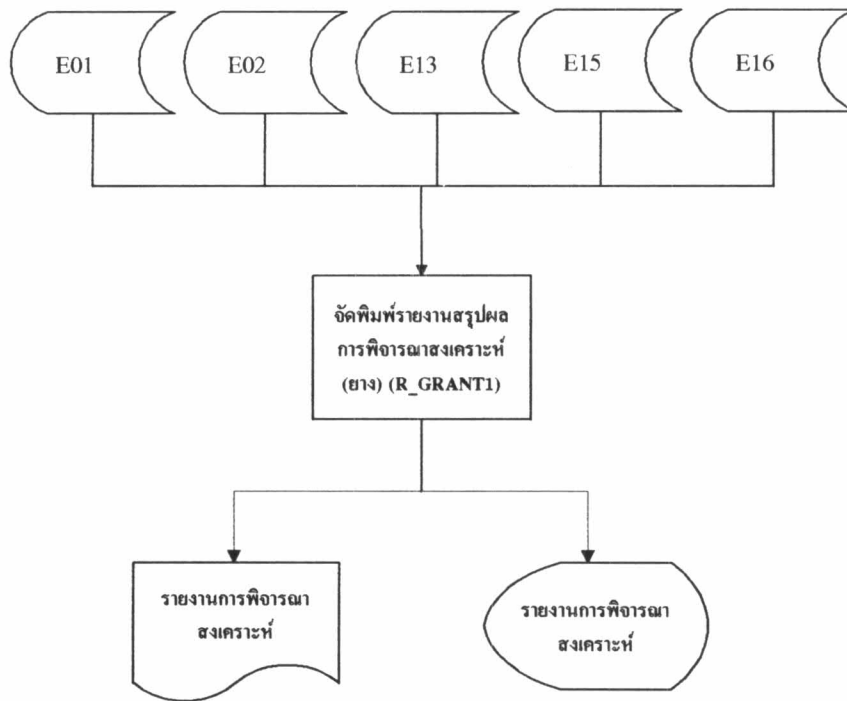 E01
E02
E13
E15
E16
จัดพิมพ์รายงานสรุปผล
การพิจารณาสงเคราะห์
(ยาง) (R_GRANT1)
รายงานการพิจารณา
สงเคราะห์
รายงานการพิจารณา
สงเคราะห์